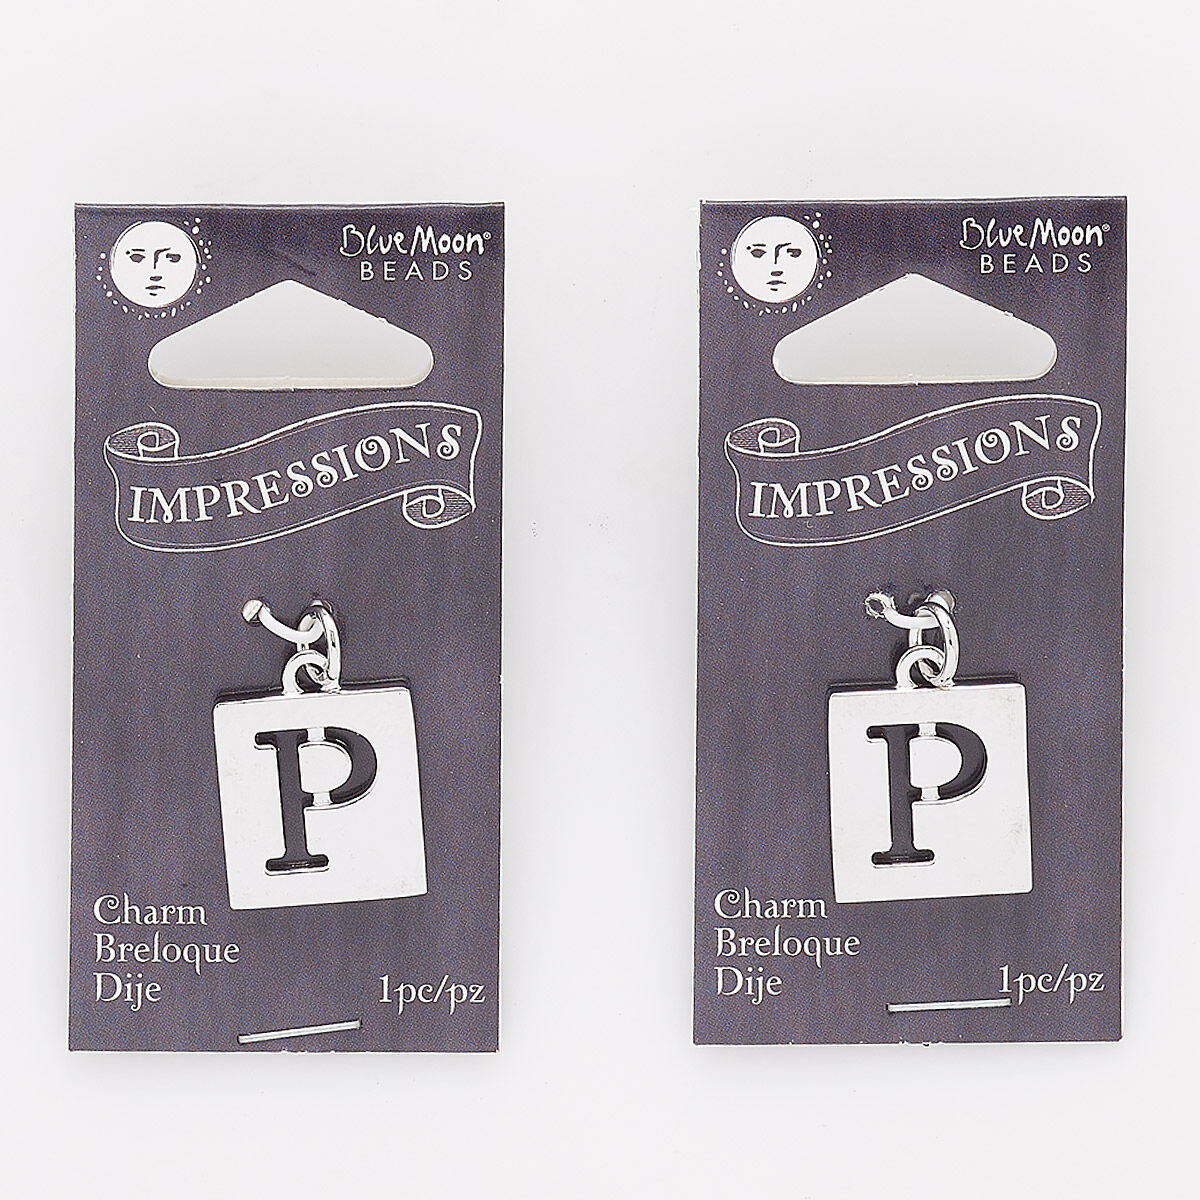 Blue Moon®
BEADS
IMPRESSIONS
P
Charm
Breloque
Dije
1pc/pz
Blue Moon®
BEADS
IMPRESSIONS
P
Charm
Breloque
Dije
1pc/pz